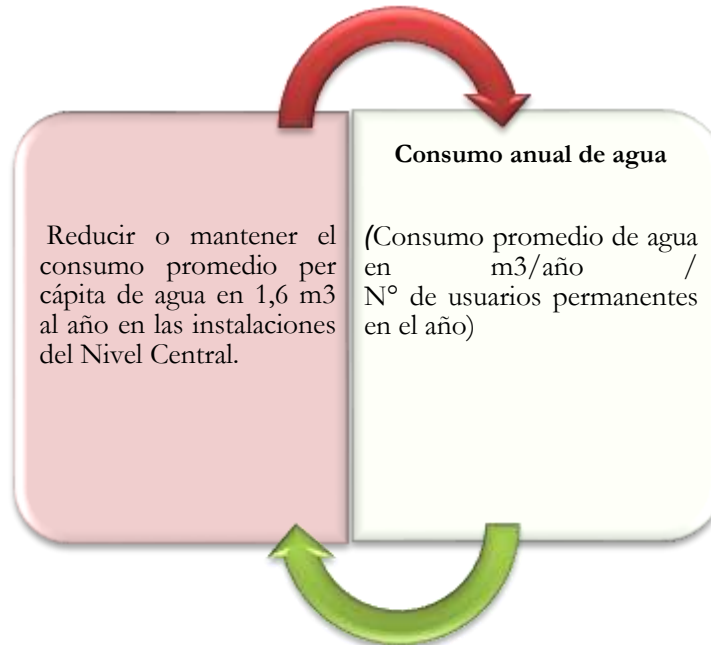 Reducir o mantener el
consumo promedio per
cápita de agua en 1,6 m3
al año en las instalaciones
del Nivel Central.
Consumo anual de agua
(Consumo promedio de agua
en m3/año /
N° de usuarios permanentes
en el año)